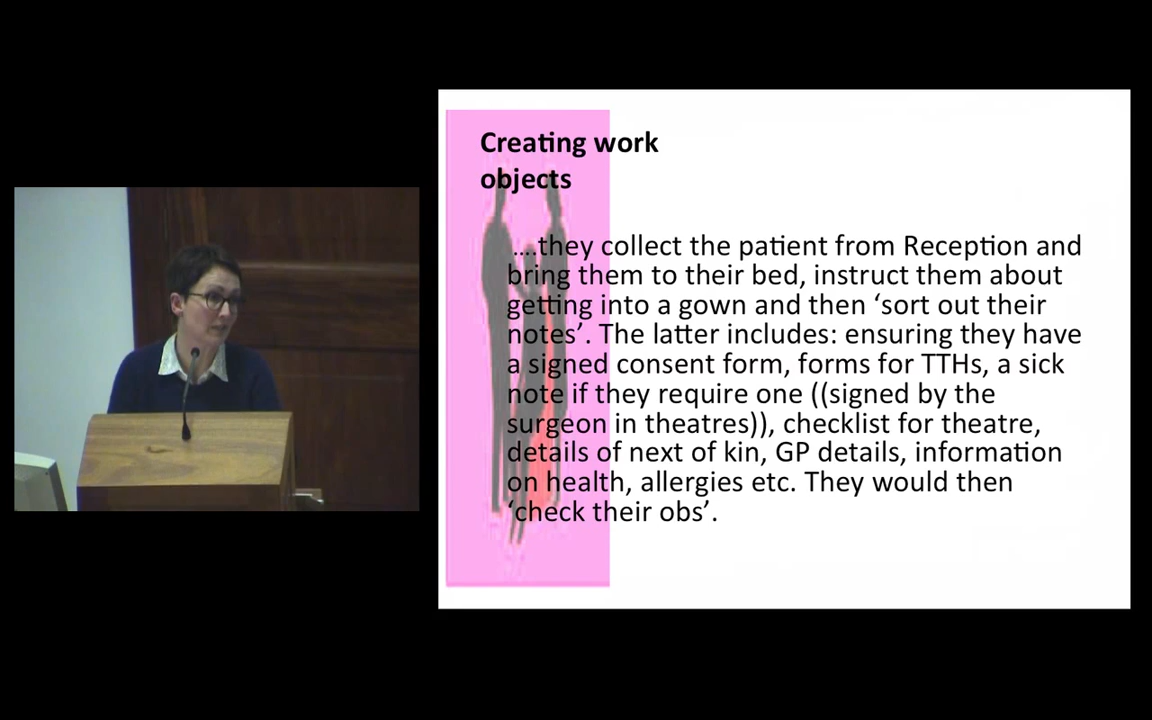 Creating work
objects
....they collect the patient from Reception and
bring them to their bed, instruct them about
getting into a gown and then ‘sort out their
notes’. The latter includes: ensuring they have
a signed consent form, forms for TTHs, a sick
note if they require one ((signed by the
surgeon in theatres)), checklist for theatre,
details of next of kin, GP details, information
on health, allergies etc. They would then
‘check their obs’.